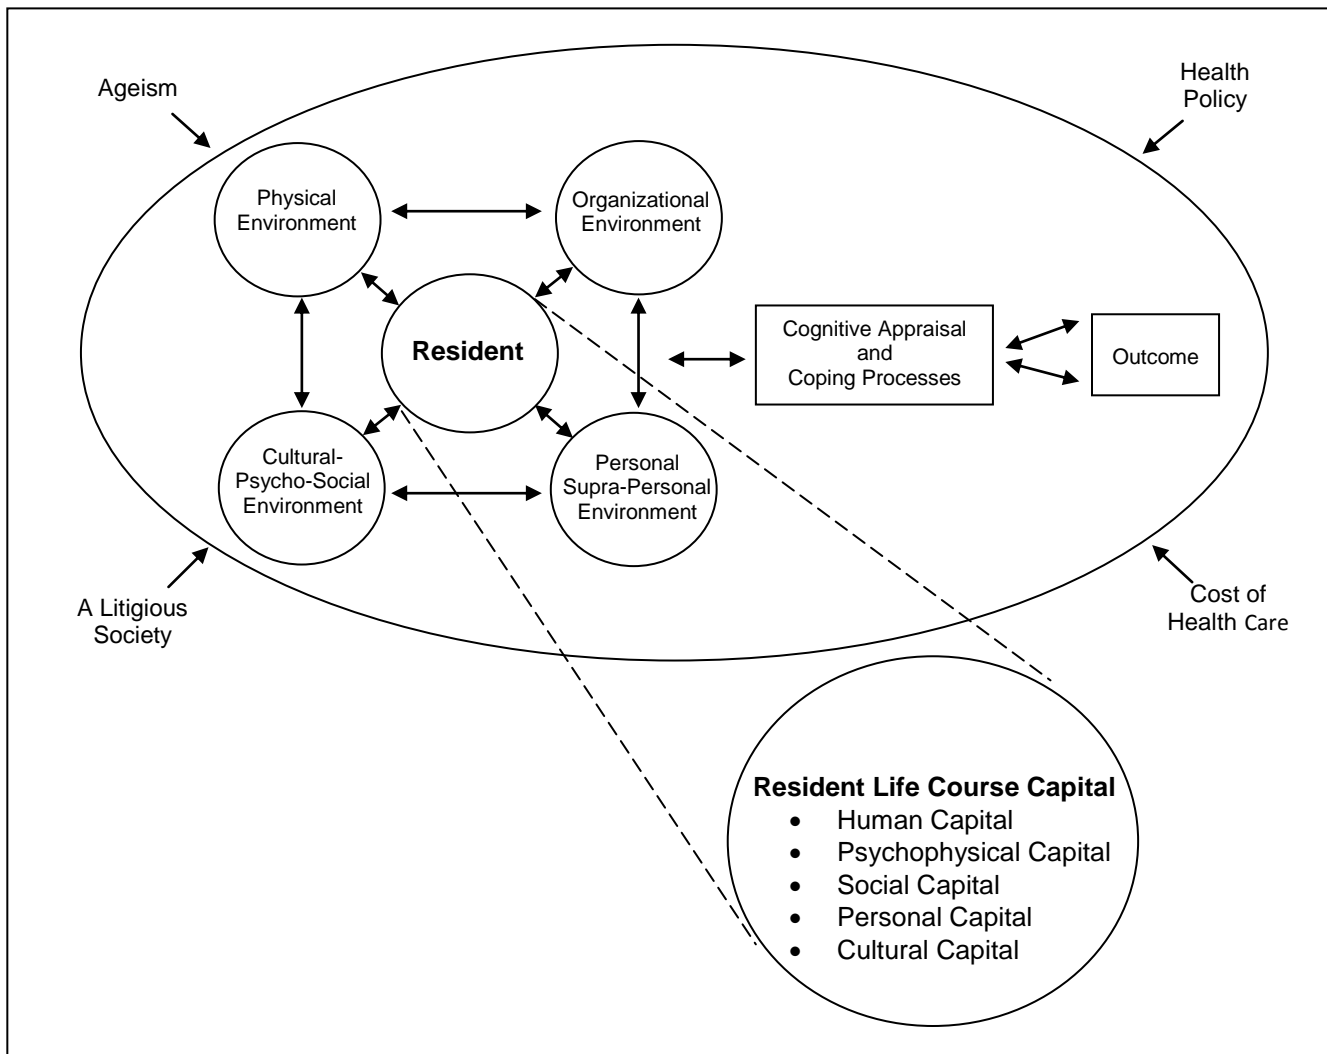 Ageism
Health
Policy
Physical
Environment
Organizational
Environment
Resident
Cognitive Appraisal
and
Coping Processes
Outcome
Cultural-
Psycho-Social
Environment
Personal
Supra-Personal
Environment
A Litigious
Society
Cost of
Health Care
Resident Life Course Capital
• Human Capital
• Psychophysical Capital
• Social Capital
• Personal Capital
• Cultural Capital